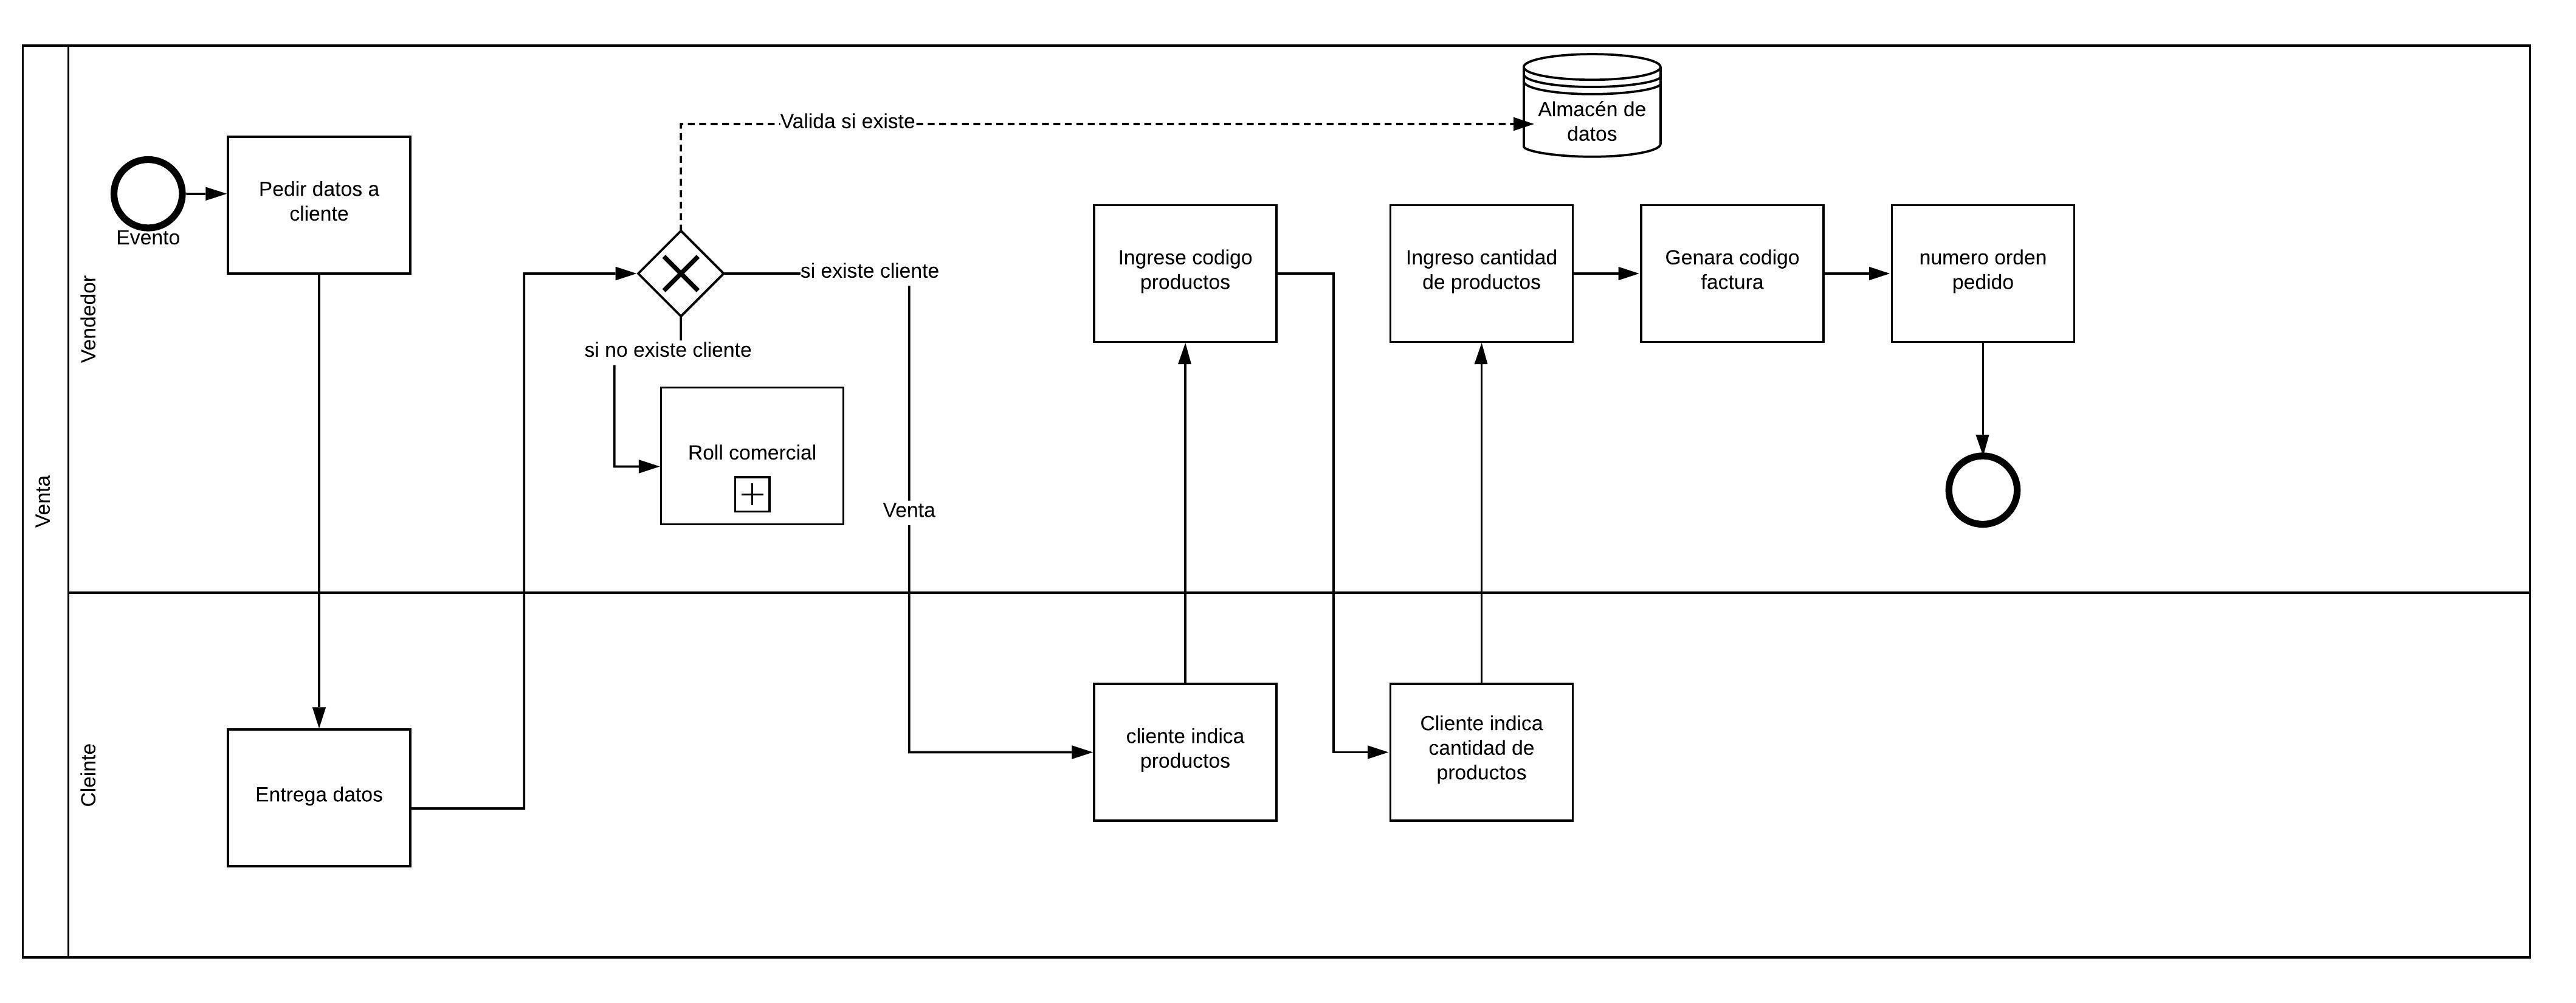 Venta
Vendedor
Cleinte
Evento
Pedir datos a
cliente
Entrega datos
Valida si existe
Almacén de
datos
si existe cliente
si no existe cliente
Roll comercial
Venta
cliente indica
productos
Ingrese codigo
productos
Cliente indica
cantidad de
productos
Ingreso cantidad
de productos
Genara codigo
factura
numero orden
pedido